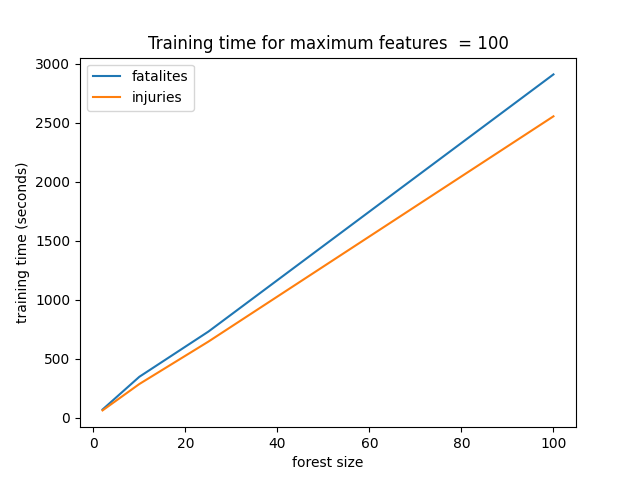 Training time for maximum features  = 100
fatalites
injuries
3000
2500
2000
1500
1000
500
0
training time (seconds)
0 20 40 60 80 100
forest size